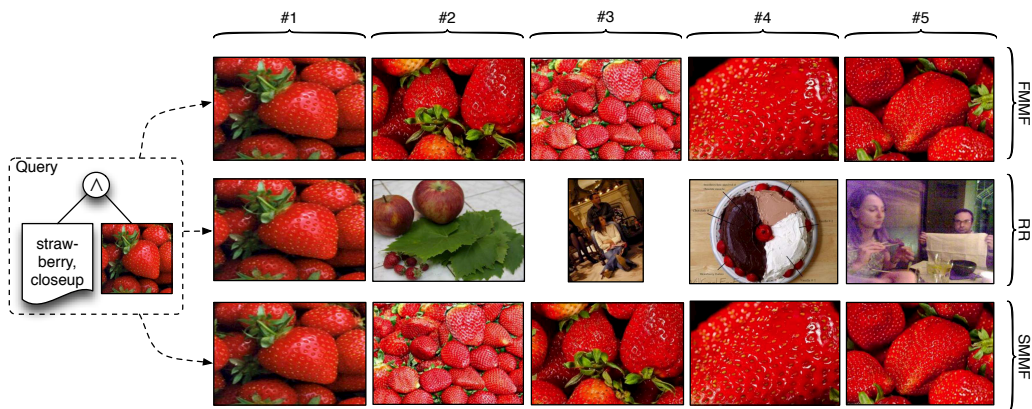 #1 #2 #3 #4 #5
FMMF
Query
∧
straw-
berry,
closeup
RR
SMMF